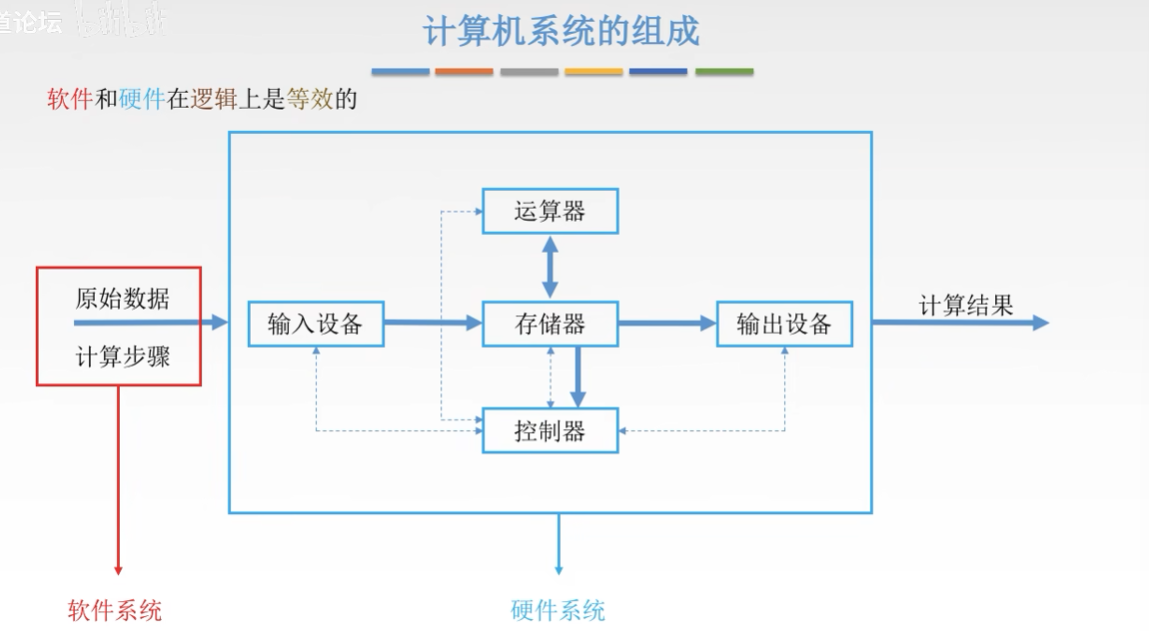 道论坛 bilibili
计算机系统的组成
软件和硬件在逻辑上是等效的
运算器
原始数据
计算步骤
输入设备
存储器
输出设备
计算结果
控制器
软件系统
硬件系统